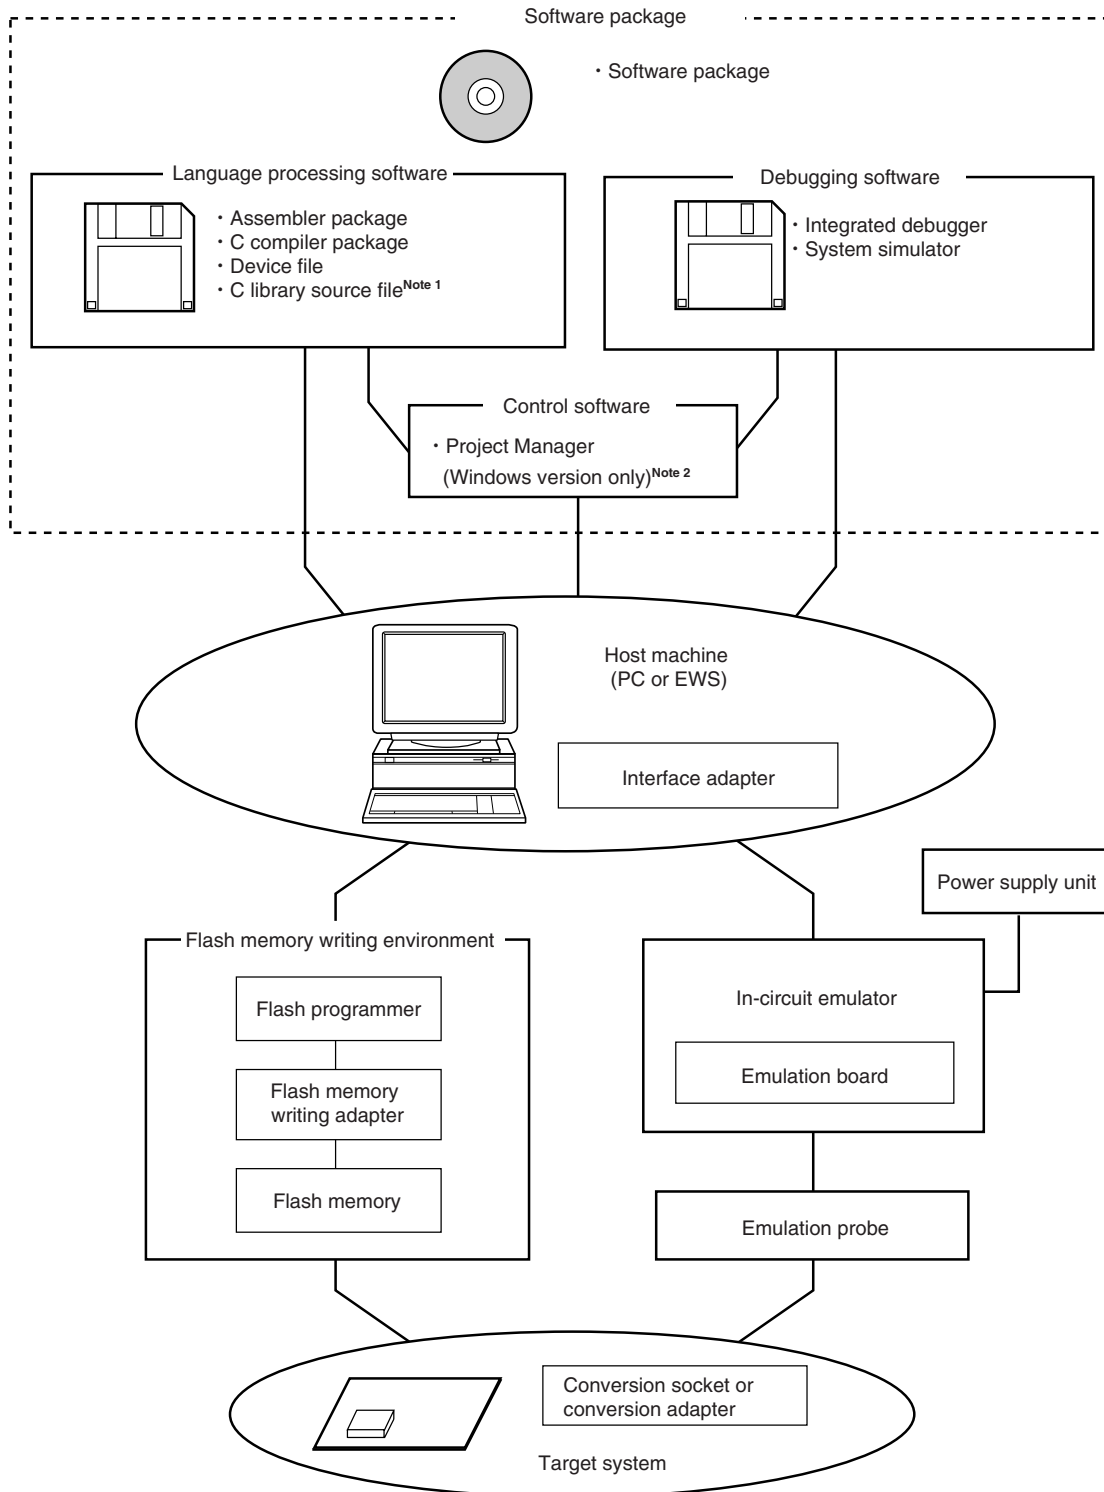 Software package
・Software package
Language processing software
・Assembler package
・C compiler package
・Device file
・C library source fileNote 1
Debugging software
・Integrated debugger
・System simulator
Control software
・Project Manager
(Windows version only)Note 2
Host machine
(PC or EWS)
Interface adapter
Power supply unit
Flash memory writing environment
Flash programmer
Flash memory
writing adapter
Flash memory
In-circuit emulator
Emulation board
Emulation probe
Conversion socket or
conversion adapter
Target system